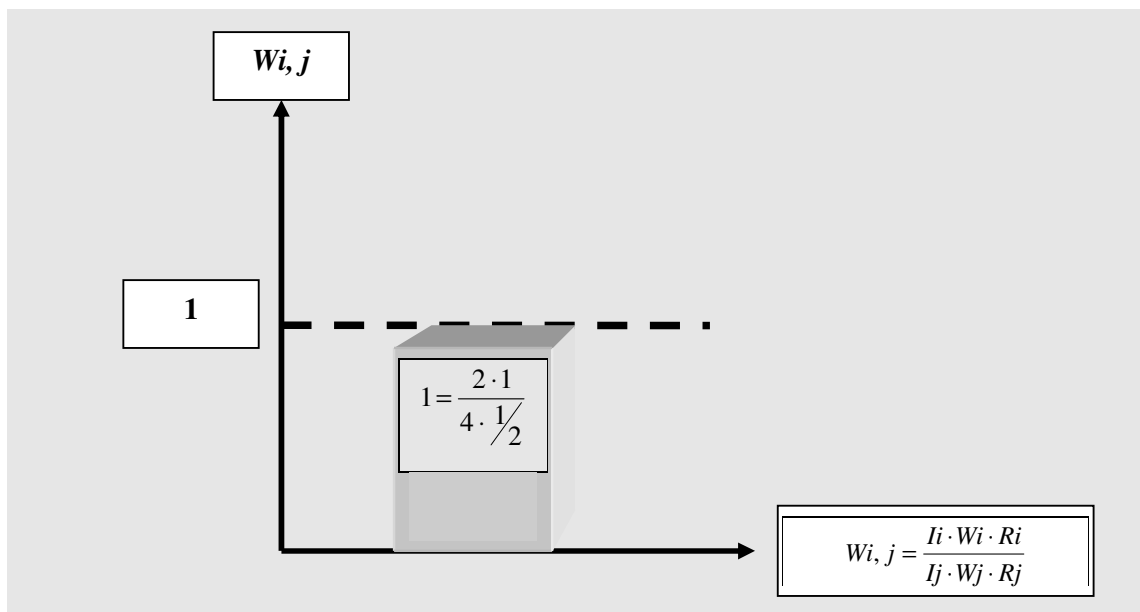 Wi, j
1
1 = (2 · 1) / (4 · 1/2)
Wi, j = (Ii · Wi · Ri) / (Ij · Wj · Rj)